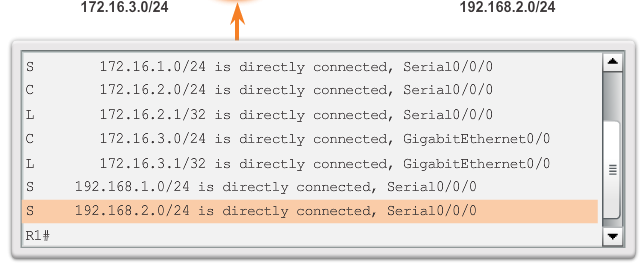 172.16.3.0/24 192.168.2.0/24
S 172.16.1.0/24 is directly connected, Serial0/0/0
C 172.16.2.0/24 is directly connected, Serial0/0/0
L 172.16.2.1/32 is directly connected, Serial0/0/0
C 172.16.3.0/24 is directly connected, GigabitEthernet0/0
L 172.16.3.1/32 is directly connected, GigabitEthernet0/0
S 192.168.1.0/24 is directly connected, Serial0/0/0
S 192.168.2.0/24 is directly connected, Serial0/0/0
R1#